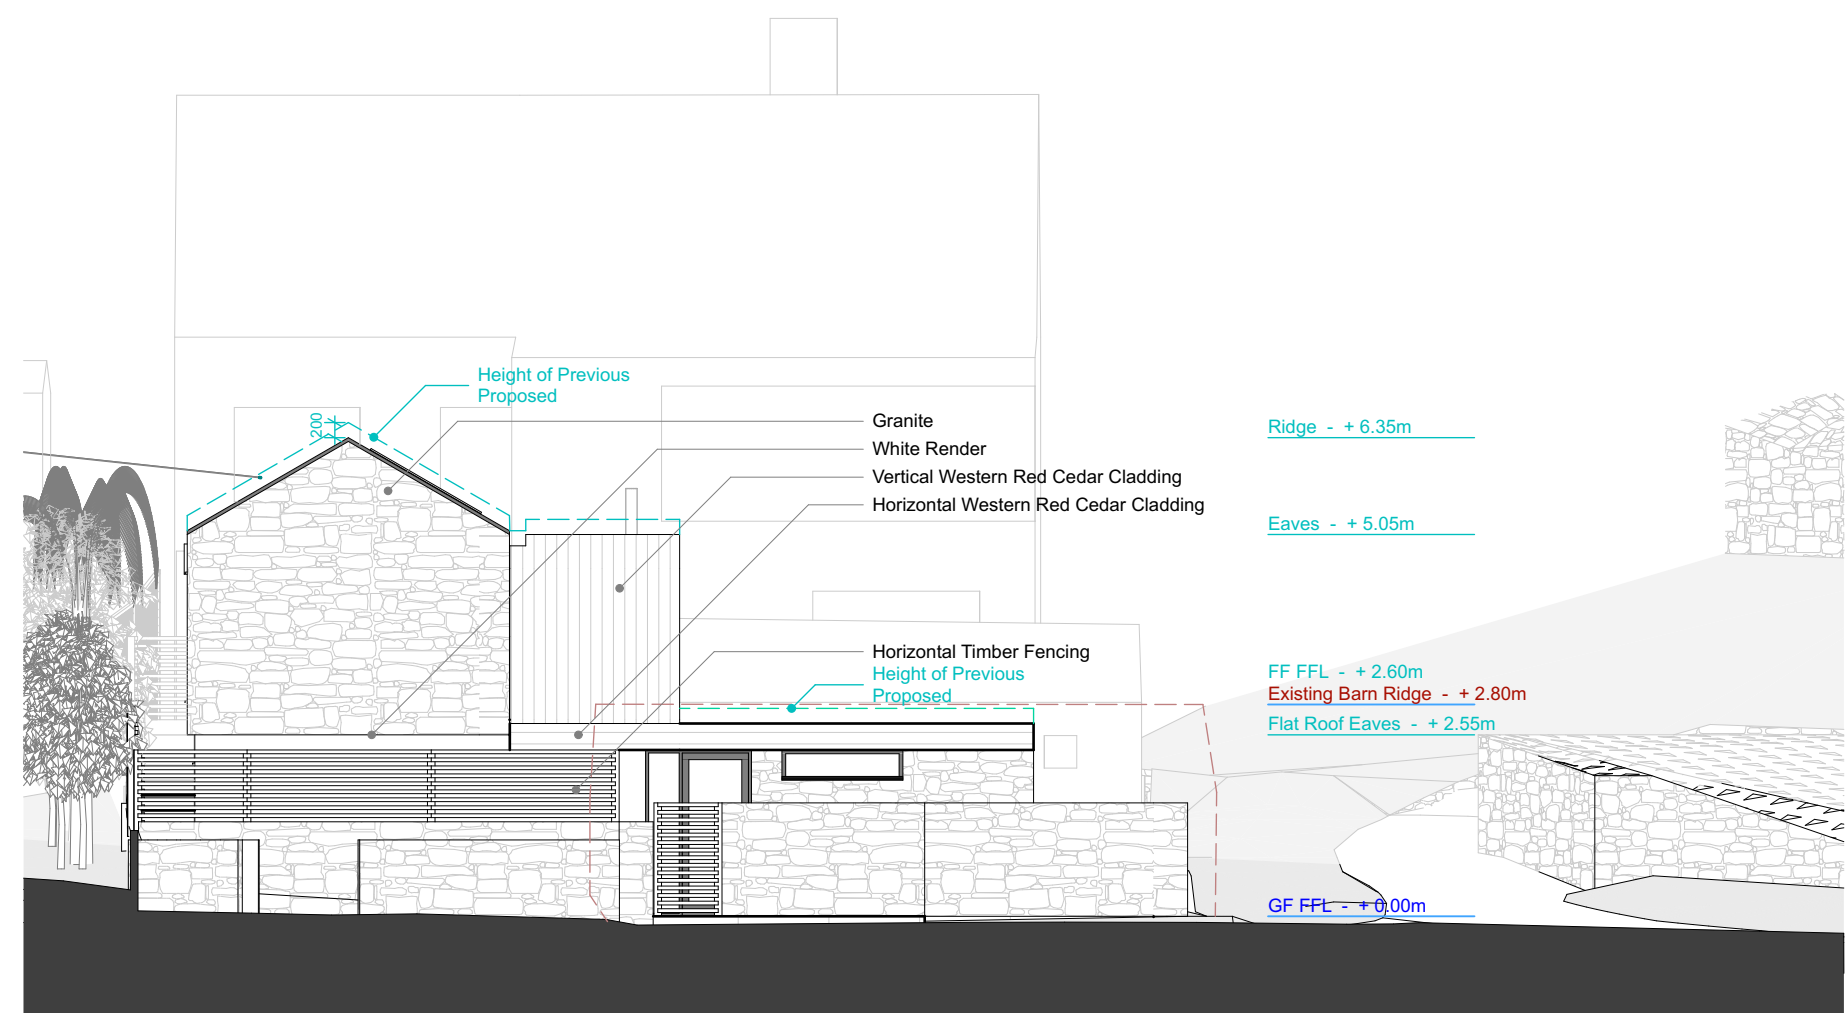 Height of Previous
Proposed
200
Granite
White Render
Vertical Western Red Cedar Cladding
Horizontal Western Red Cedar Cladding
Horizontal Timber Fencing
Height of Previous
Proposed
Ridge - + 6.35m
Eaves - + 5.05m
FF FFL - + 2.60m
Existing Barn Ridge - + 2.80m
Flat Roof Eaves - + 2.55m
GF FFL - + 0.00m